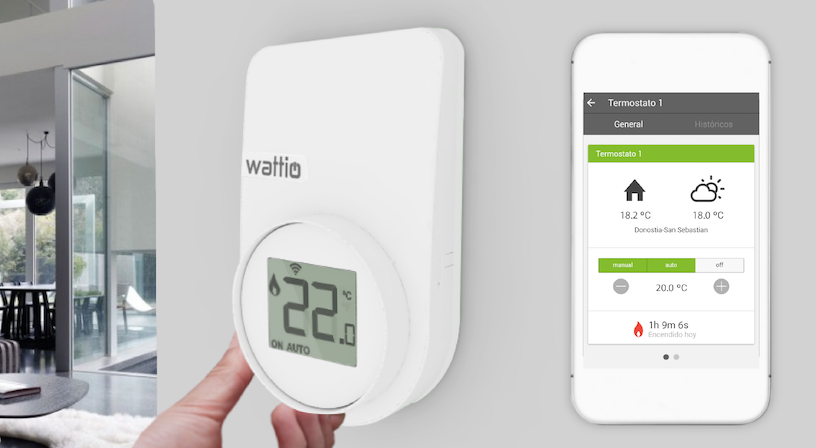 wattio
22.0 ºC
ON AUTO
Termostato 1
General Históricos
Termostato 1
18.2 ºC 18.0 ºC
Donostia-San Sebastian
manual auto off
20.0 ºC
1h 9m 6s
Encendido hoy